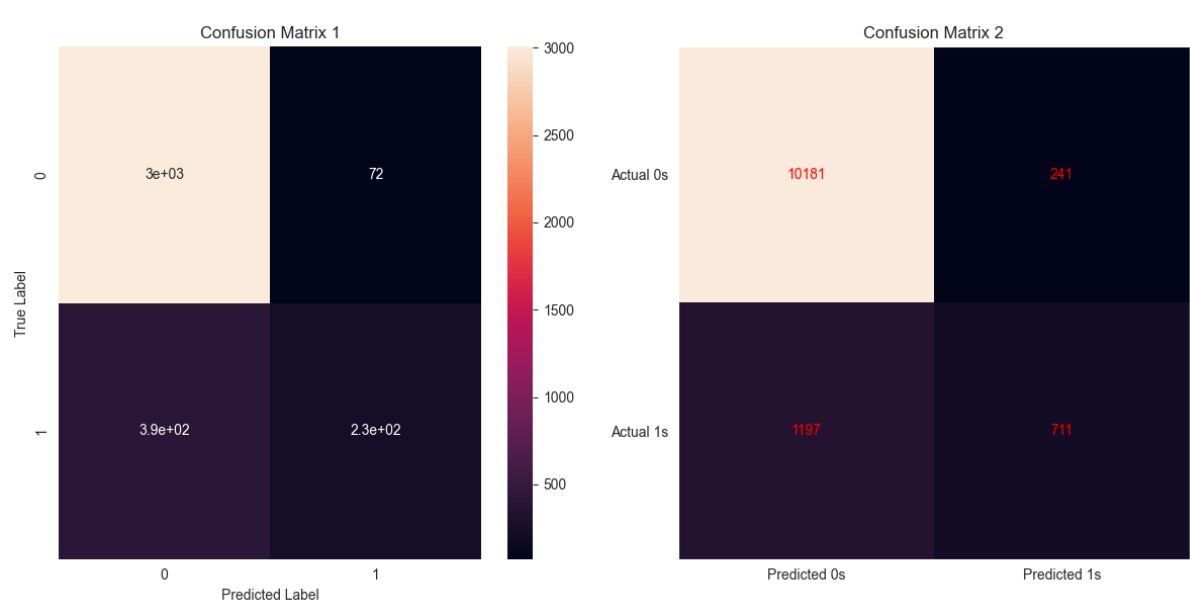 Confusion Matrix 1
0
1
True Label
3e+03
72
3.9e+02
2.3e+02
0
1
Predicted Label
3000
2500
2000
1500
1000
500
Confusion Matrix 2
Actual 0s
10181
241
Actual 1s
1197
711
Predicted 0s
Predicted 1s